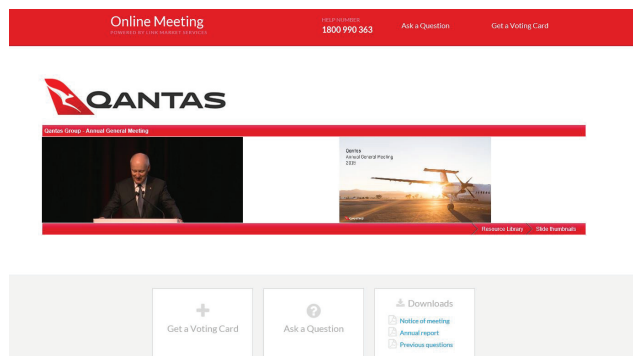 Online Meeting
POWERED BY LINK MARKET SERVICES
HELP NUMBER
1800 990 363
Ask a Question
Get a Voting Card
QANTAS
Qantas Group - Annual General Meeting
Qantas
Annual General Meeting
Resource Library
Slide thumbnails
Get a Voting Card
Ask a Question
Downloads
Notice of meeting
Annual report
Previous questions